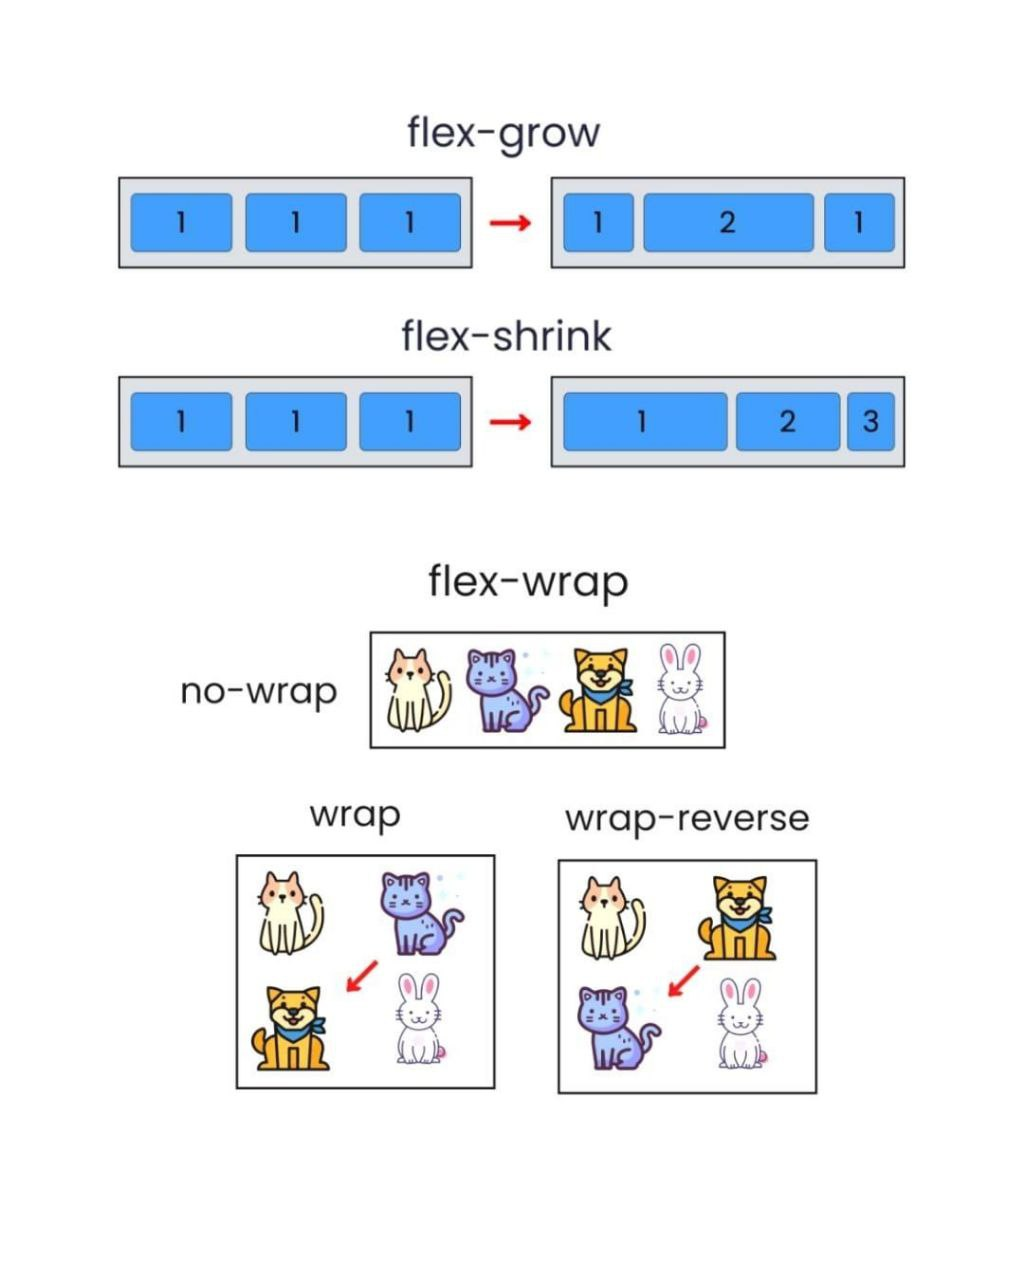 flex-grow
1 1 1 → 1 2 1
flex-shrink
1 1 1 → 1 2 3
flex-wrap
no-wrap
wrap
wrap-reverse